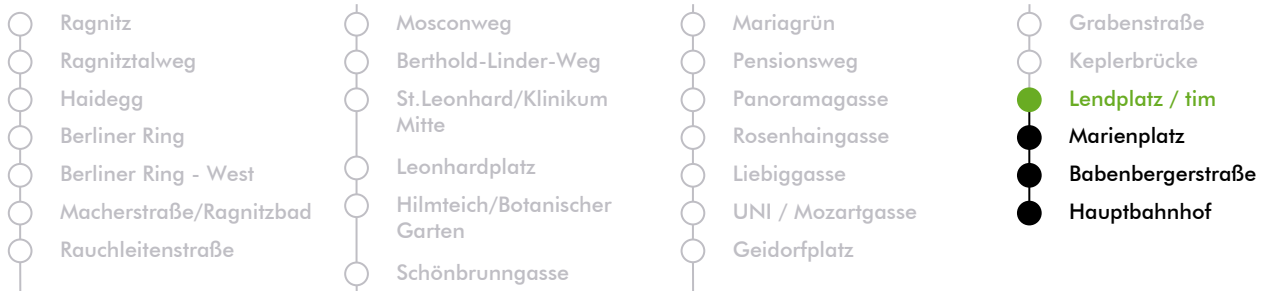 Ragnitz
Ragnitztalweg
Haidegg
Berliner Ring
Berliner Ring - West
Macherstraße/Ragnitzbad
Rauchleitenstraße
Mosconweg
Berthold-Linder-Weg
St.Leonhard/Klinikum
Mitte
Leonhardplatz
Hilmteich/Botanischer
Garten
Schönbrunngasse
Mariagrün
Pensionsweg
Panoramagasse
Rosenhaingasse
Liebiggasse
UNI / Mozartgasse
Geidorfplatz
Grabenstraße
Keplerbrücke
Lendplatz / tim
Marienplatz
Babenbergerstraße
Hauptbahnhof